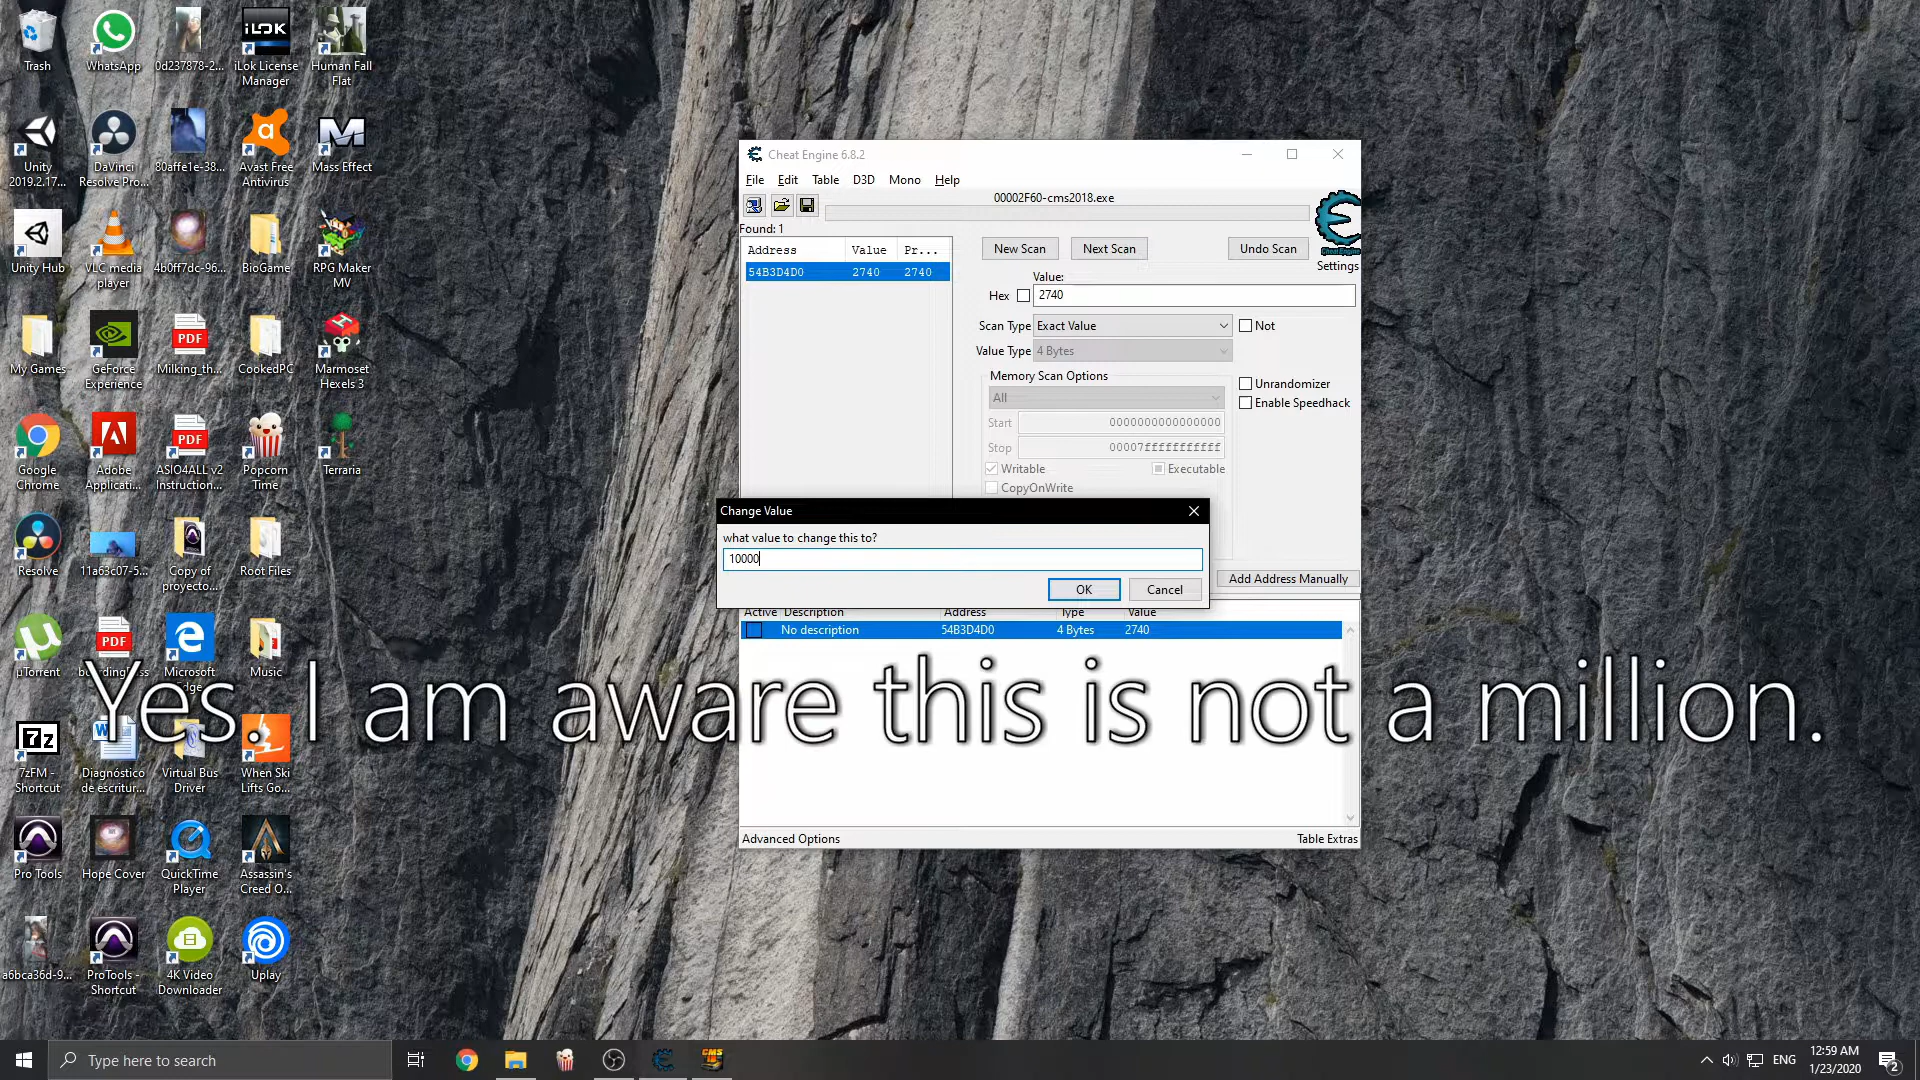 Trash
WhatsApp
0d237878-2...
iLok License
Manager
Human Fall
Flat
Unity
2019.2.17...
DaVinci
Resolve Pro...
80affe1e-38...
Avast Free
Antivirus
Mass Effect
Unity Hub
VLC media
player
4b0ff7dc-96...
BioGame
RPG Maker
MV
My Games
GeForce
Experience
Milking_th...
CookedPC
Marmoset
Hexels 3
Google
Chrome
Adobe
Applicati...
ASIO4ALL v2
Instruction...
Popcorn
Time
Terraria
Resolve
11a63c07-5...
Copy of
proyecto...
Root Files
µTorrent
Microsoft
Music
7zFM -
Shortcut
Diagnóstico
de escritur...
Virtual Bus
Driver
When Ski
Lifts Go...
Pro Tools
Hope Cover
QuickTime
Player
Assassin's
Creed O...
a6bca36d-9...
ProTools -
Shortcut
4K Video
Downloader
Uplay
Cheat Engine 6.8.2
File Edit Table D3D Mono Help
00002F60-cms2018.exe
Found: 1
Address Value Pr...
54B3D4D0 2740 2740
New Scan Next Scan Undo Scan
Settings
Value:
Hex 2740
Scan Type Exact Value Not
Value Type 4 Bytes
Memory Scan Options
All
Unrandomizer
Enable Speedhack
Start 0000000000000000
Stop 00007fffffffffff
Writable Executable
CopyOnWrite
Change Value
what value to change this to?
10000
OK Cancel
Add Address Manually
Active Description Address Type Value
No description 54B3D4D0 4 Bytes 2740
Yes, I am aware this is not a million.
Advanced Options Table Extras
Type here to search
ENG
12:59 AM
1/23/2020
2